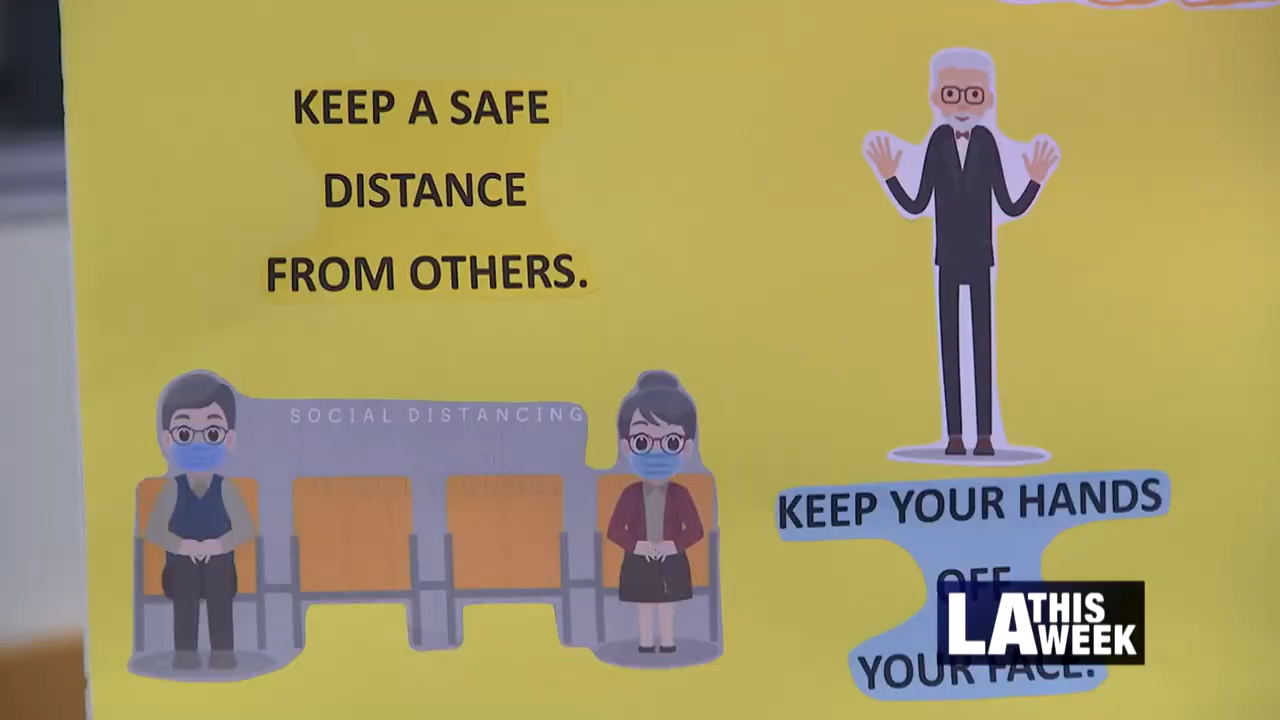 KEEP A SAFE
DISTANCE
FROM OTHERS.
SOCIAL DISTANCING
KEEP YOUR HANDS
OFF
YOUR FACE.
LA THIS WEEK